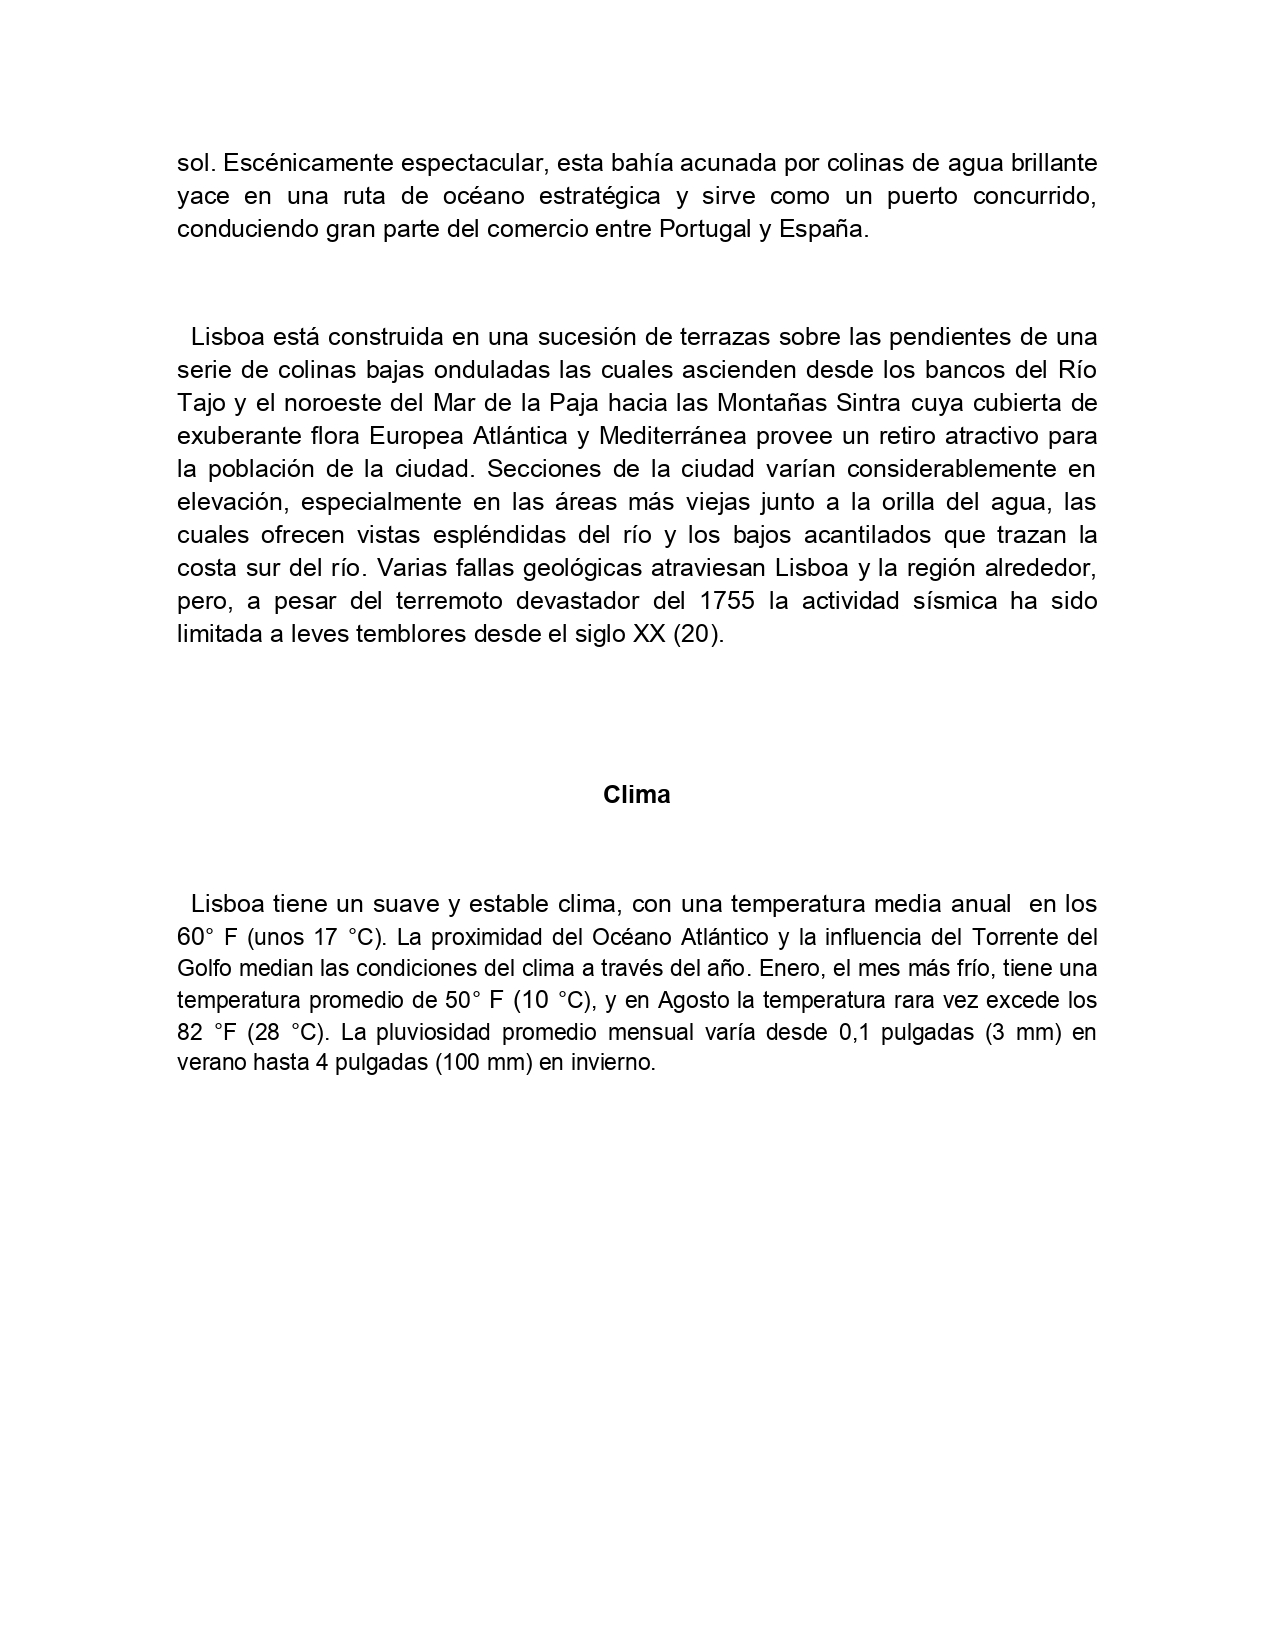 sol. Escénicamente espectacular, esta bahía acunada por colinas de agua brillante
yace en una ruta de océano estratégica y sirve como un puerto concurrido,
conduciendo gran parte del comercio entre Portugal y España.
Lisboa está construida en una sucesión de terrazas sobre las pendientes de una
serie de colinas bajas onduladas las cuales ascienden desde los bancos del Río
Tajo y el noroeste del Mar de la Paja hacia las Montañas Sintra cuya cubierta de
exuberante flora Europea Atlántica y Mediterránea provee un retiro atractivo para
la población de la ciudad. Secciones de la ciudad varían considerablemente en
elevación, especialmente en las áreas más viejas junto a la orilla del agua, las
cuales ofrecen vistas espléndidas del río y los bajos acantilados que trazan la
costa sur del río. Varias fallas geológicas atraviesan Lisboa y la región alrededor,
pero, a pesar del terremoto devastador del 1755 la actividad sísmica ha sido
limitada a leves temblores desde el siglo XX (20).
Clima
Lisboa tiene un suave y estable clima, con una temperatura media anual  en los
60° F (unos 17 °C). La proximidad del Océano Atlántico y la influencia del Torrente del
Golfo median las condiciones del clima a través del año. Enero, el mes más frío, tiene una
temperatura promedio de 50° F (10 °C), y en Agosto la temperatura rara vez excede los
82 °F (28 °C). La pluviosidad promedio mensual varía desde 0,1 pulgadas (3 mm) en
verano hasta 4 pulgadas (100 mm) en invierno.